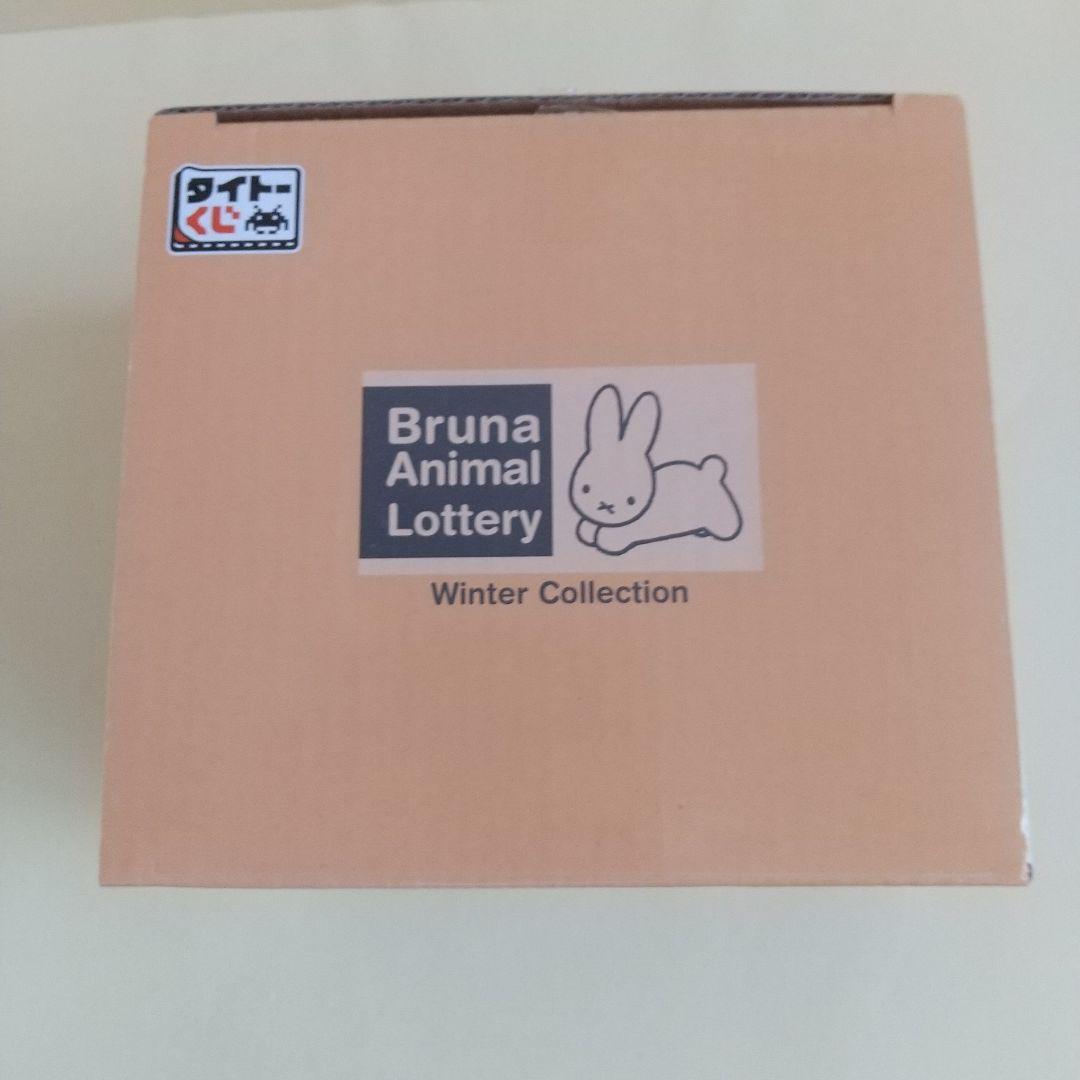 タイトー
くじ
Bruna
Animal
Lottery
Winter Collection